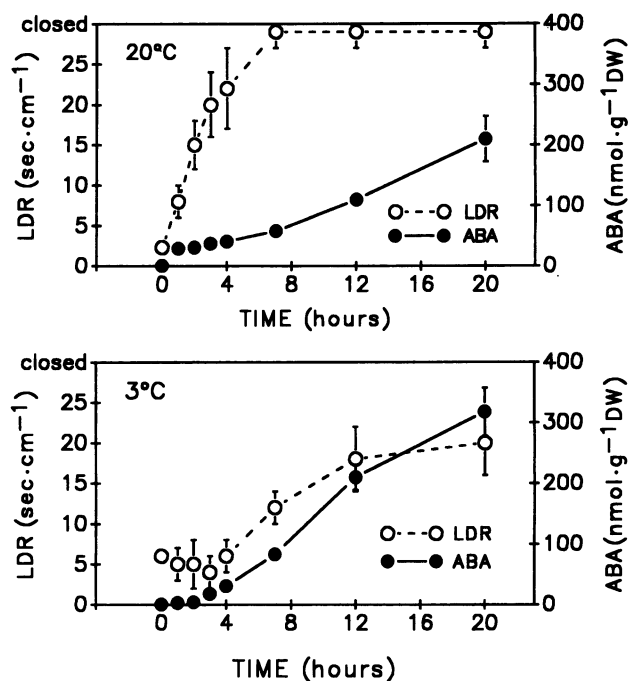 closed
400
20ºC
25
300
20
15
200
10
LDR
100
5
ABA
0
0
0
4
8
12
16
20
TIME (hours)
LDR (sec·cm⁻¹)
ABA (nmol·g⁻¹DW)
closed
400
3ºC
25
300
20
15
200
10
LDR
100
5
ABA
0
0
0
4
8
12
16
20
TIME (hours)
LDR (sec·cm⁻¹)
ABA(nmol·g⁻¹DW)